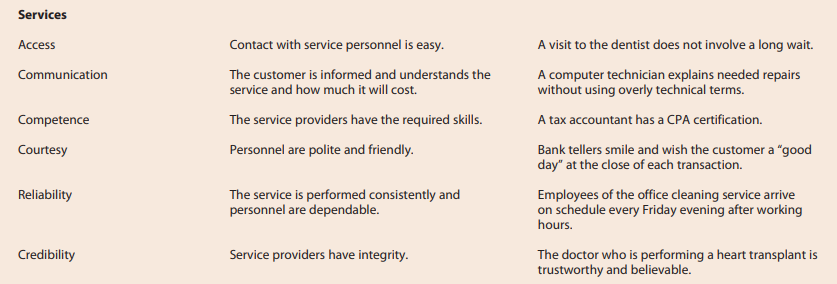 Services
Access Contact with service personnel is easy. A visit to the dentist does not involve a long wait.
Communication The customer is informed and understands the A computer technician explains needed repairs
service and how much it will cost. without using overly technical terms.
Competence The service providers have the required skills. A tax accountant has a CPA certification.
Courtesy Personnel are polite and friendly. Bank tellers smile and wish the customer a “good
day” at the close of each transaction.
Reliability The service is performed consistently and Employees of the office cleaning service arrive
personnel are dependable. on schedule every Friday evening after working
hours.
Credibility Service providers have integrity. The doctor who is performing a heart transplant is
trustworthy and believable.